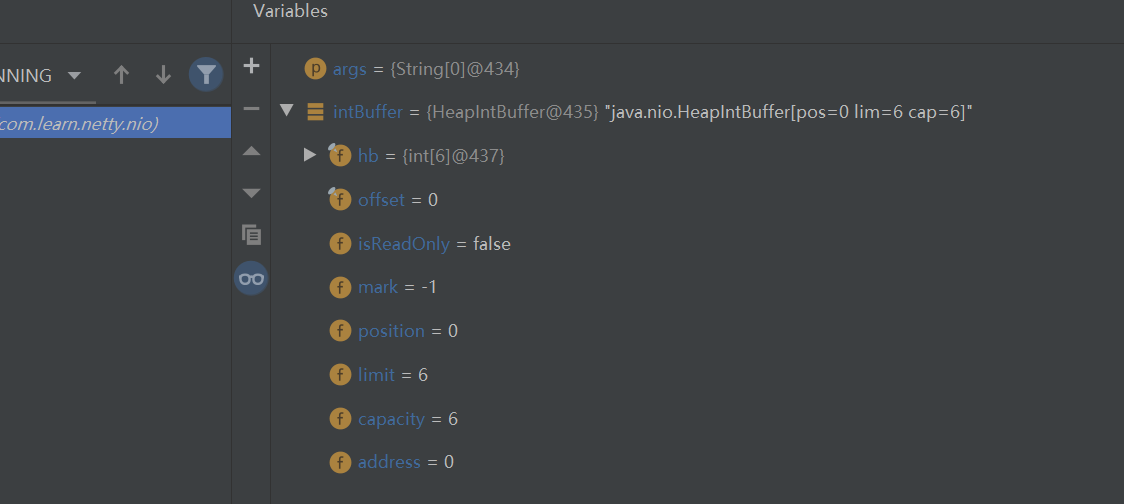 Variables
NNING
com.learn.netty.nio)
args = {String[0]@434}
intBuffer = {HeapIntBuffer@435} "java.nio.HeapIntBuffer[pos=0 lim=6 cap=6]"
hb = {int[6]@437}
offset = 0
isReadOnly = false
mark = -1
position = 0
limit = 6
capacity = 6
address = 0